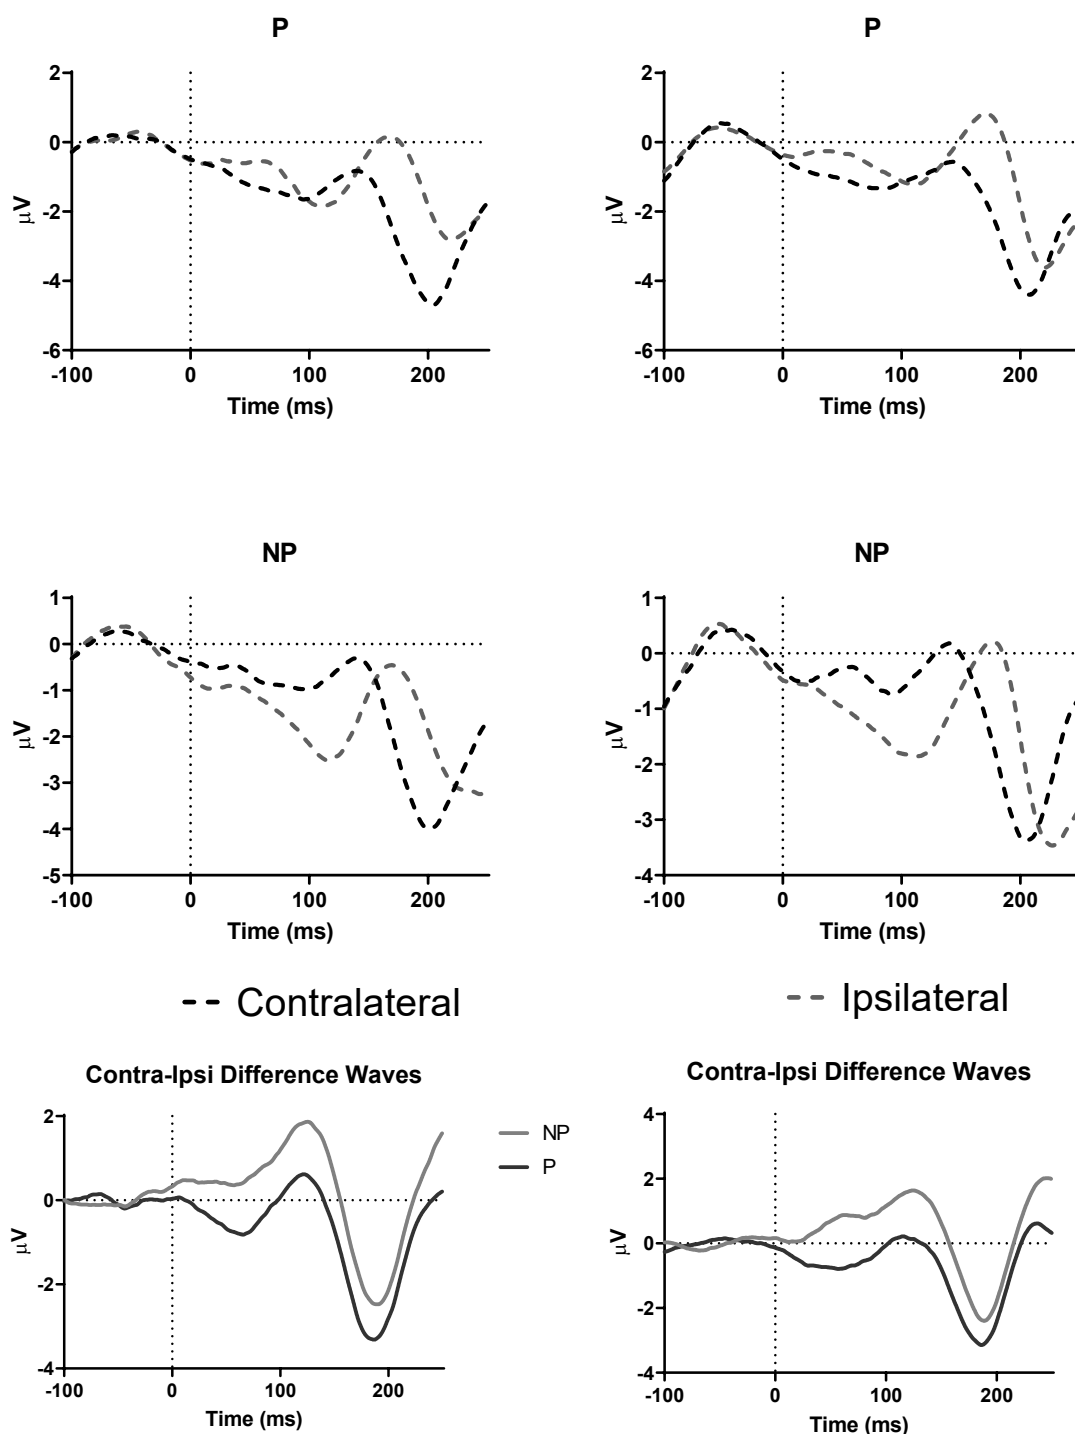 P
2
0
-2
-4
-6
μV
-100 0 100 200
Time (ms)
P
2
0
-2
-4
-6
μV
-100 0 100 200
Time (ms)
NP
1
0
-1
-2
-3
-4
-5
μV
-100 0 100 200
Time (ms)
NP
1
0
-1
-2
-3
-4
μV
-100 0 100 200
Time (ms)
Contralateral
Ipsilateral
Contra-Ipsi Difference Waves
2
0
-2
-4
μV
-100 0 100 200
Time (ms)
NP
P
Contra-Ipsi Difference Waves
4
2
0
-2
-4
μV
-100 0 100 200
Time (ms)